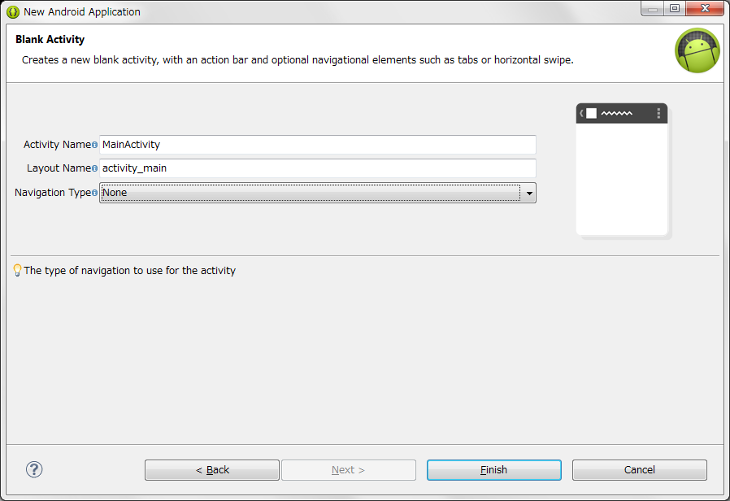 New Android Application
Blank Activity
Creates a new blank activity, with an action bar and optional navigational elements such as tabs or horizontal swipe.
Activity Name MainActivity
Layout Name activity_main
Navigation Type None
The type of navigation to use for the activity
< Back Next > Finish Cancel